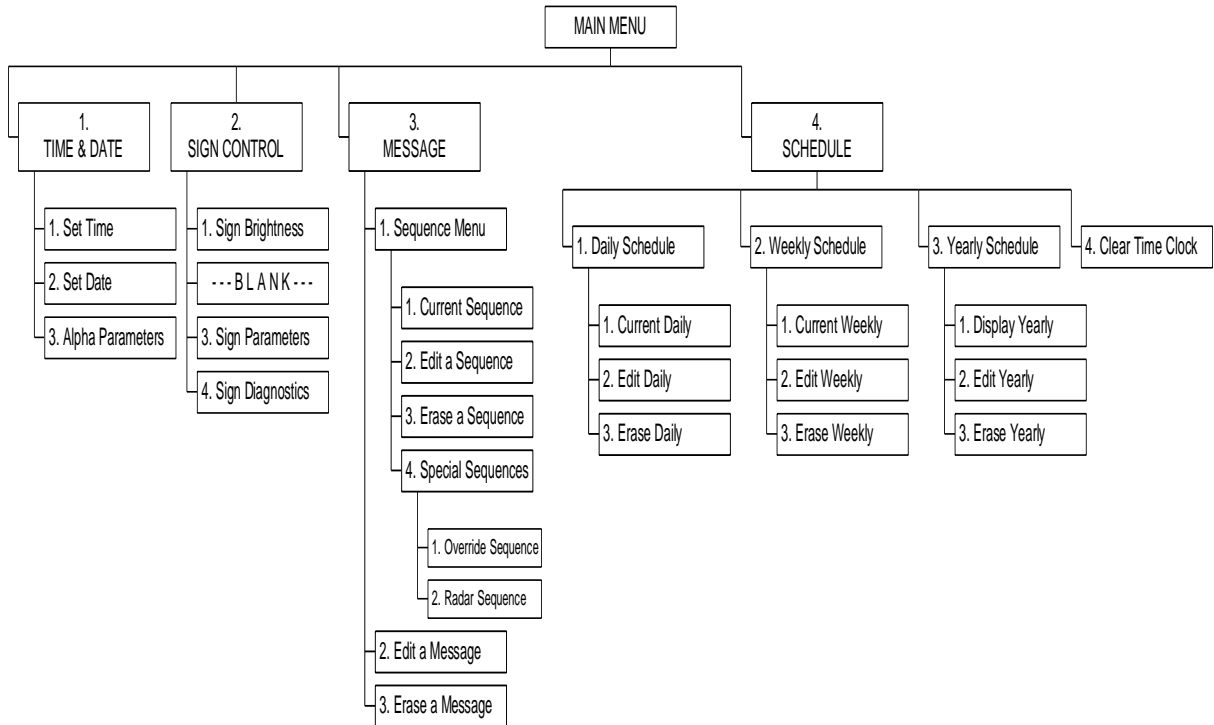 MAIN MENU
1.
TIME & DATE
1. Set Time
2. Set Date
3. Alpha Parameters
2.
SIGN CONTROL
1. Sign Brightness
---B L A N K---
3. Sign Parameters
4. Sign Diagnostics
3.
MESSAGE
1. Sequence Menu
1. Current Sequence
2. Edit a Sequence
3. Erase a Sequence
4. Special Sequences
1. Override Sequence
2. Radar Sequence
2. Edit a Message
3. Erase a Message
4.
SCHEDULE
1. Daily Schedule
1. Current Daily
2. Edit Daily
3. Erase Daily
2. Weekly Schedule
1. Current Weekly
2. Edit Weekly
3. Erase Weekly
3. Yearly Schedule
1. Display Yearly
2. Edit Yearly
3. Erase Yearly
4. Clear Time Clock